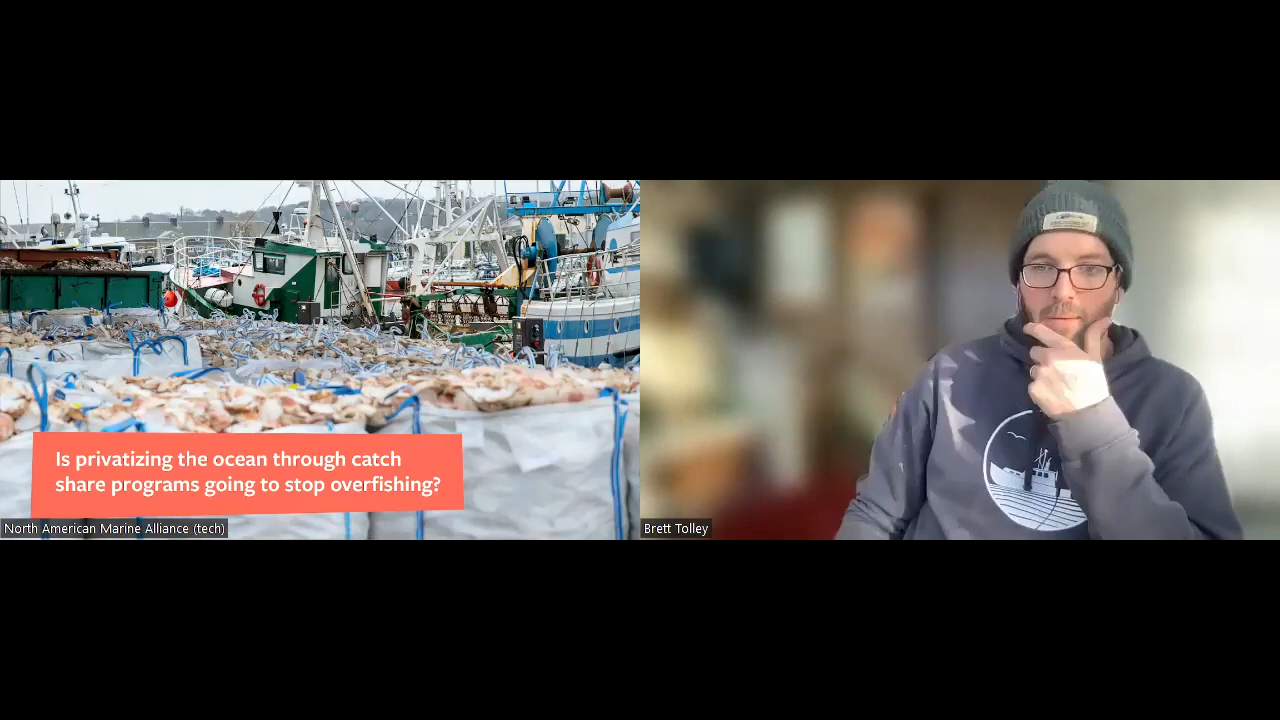 Is privatizing the ocean through catch
share programs going to stop overfishing?
North American Marine Alliance (tech)
Brett Tolley